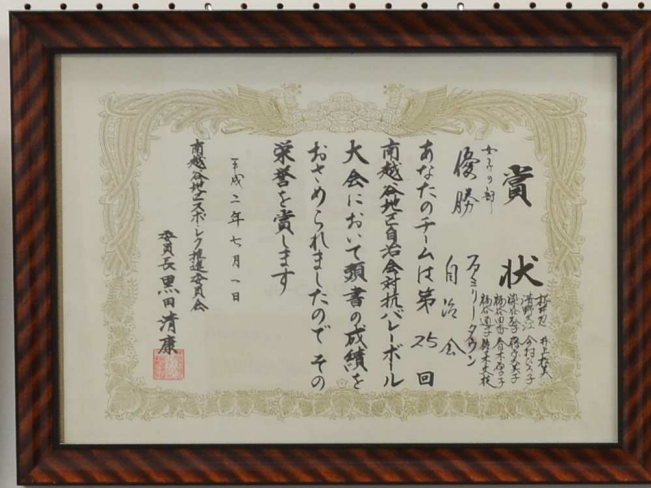 賞状
女子の部
優勝
ファミリータウン
自治会
あなたのチームは第25回
南越谷地区自治会対抗バレーボール
大会において頭書の成績を
おさめられましたので その
栄誉を賞します
平成二年七月一日
南越谷地区スポーツ・レク推進委員会
委員長 黒田清康